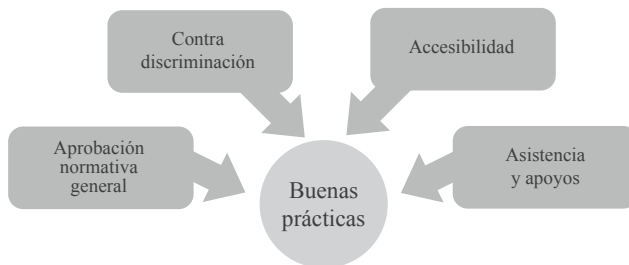 Contra
discriminación
Accesibilidad
Aprobación
normativa
general
Buenas
prácticas
Asistencia
y apoyos